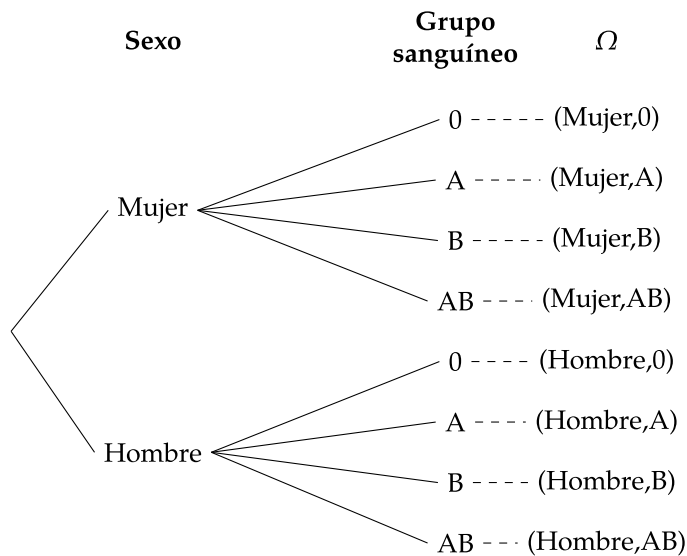 Sexo
Grupo
sanguíneo
Ω
0
(Mujer,0)
A
(Mujer,A)
Mujer
B
(Mujer,B)
AB
(Mujer,AB)
0
(Hombre,0)
A
(Hombre,A)
Hombre
B
(Hombre,B)
AB
(Hombre,AB)